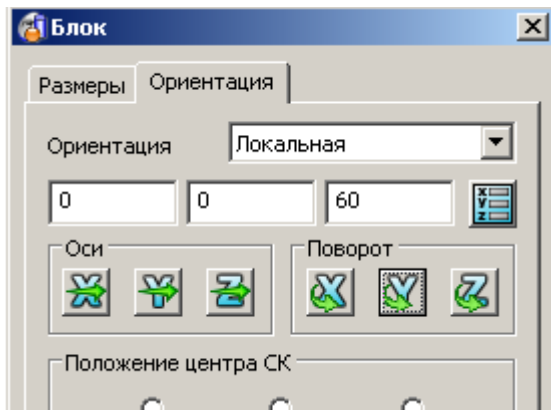 Блок
Размеры Ориентация
Ориентация Локальная
0 0 60
x
y
z
Оси Поворот
X Y Z X Y Z
Положение центра СК